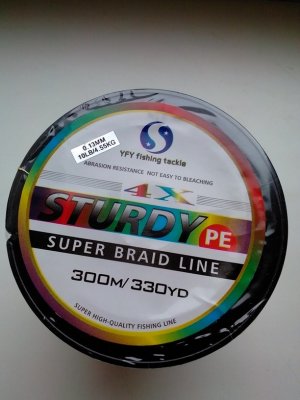 0.13MM
10LB/4.55KG
YFY fishing tackle
ABRASION RESISTANCE NOT EASY TO BLEACHING
4X
STURDY PE
SUPER BRAID LINE
300M/330YD
SUPER HIGH-QUALITY FISHING LINE